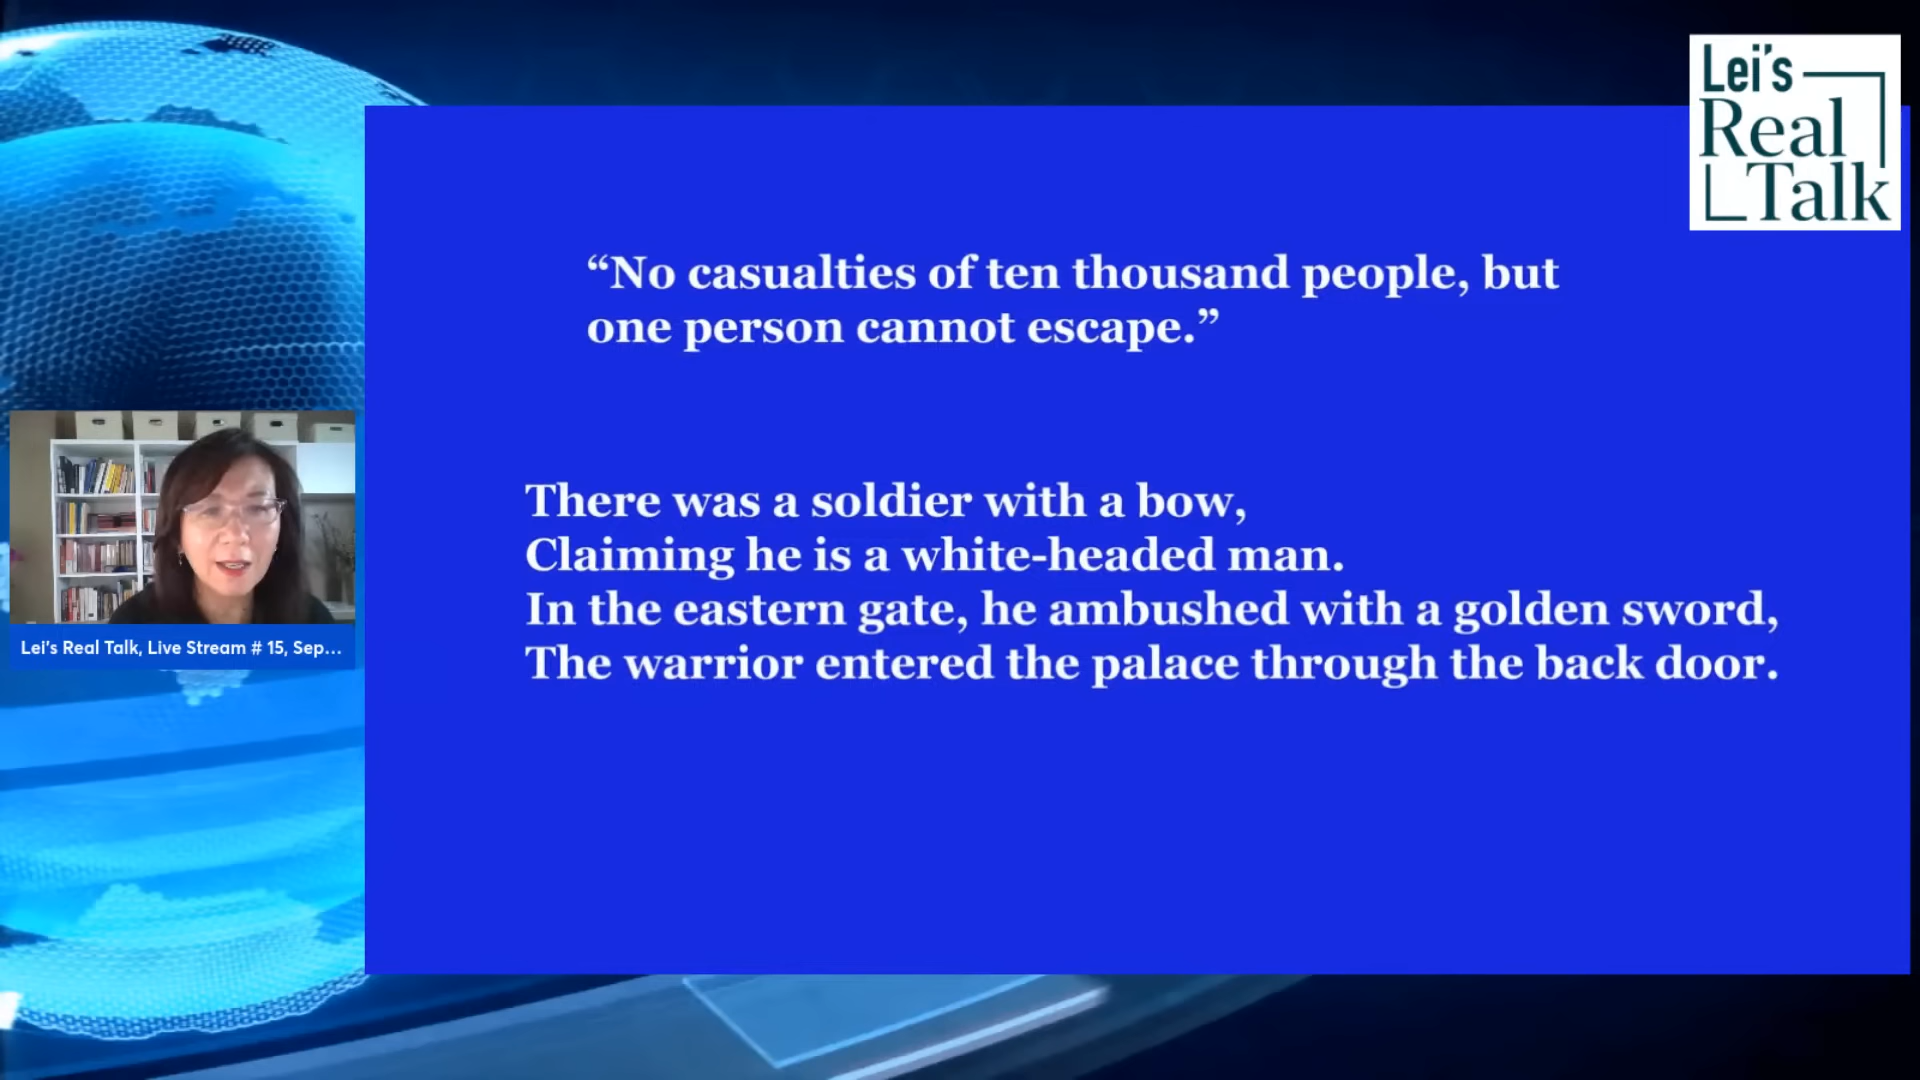 Lei's
Real
Talk
“No casualties of ten thousand people, but
one person cannot escape.”
There was a soldier with a bow,
Claiming he is a white-headed man.
In the eastern gate, he ambushed with a golden sword,
The warrior entered the palace through the back door.
Lei's Real Talk, Live Stream # 15, Sep...